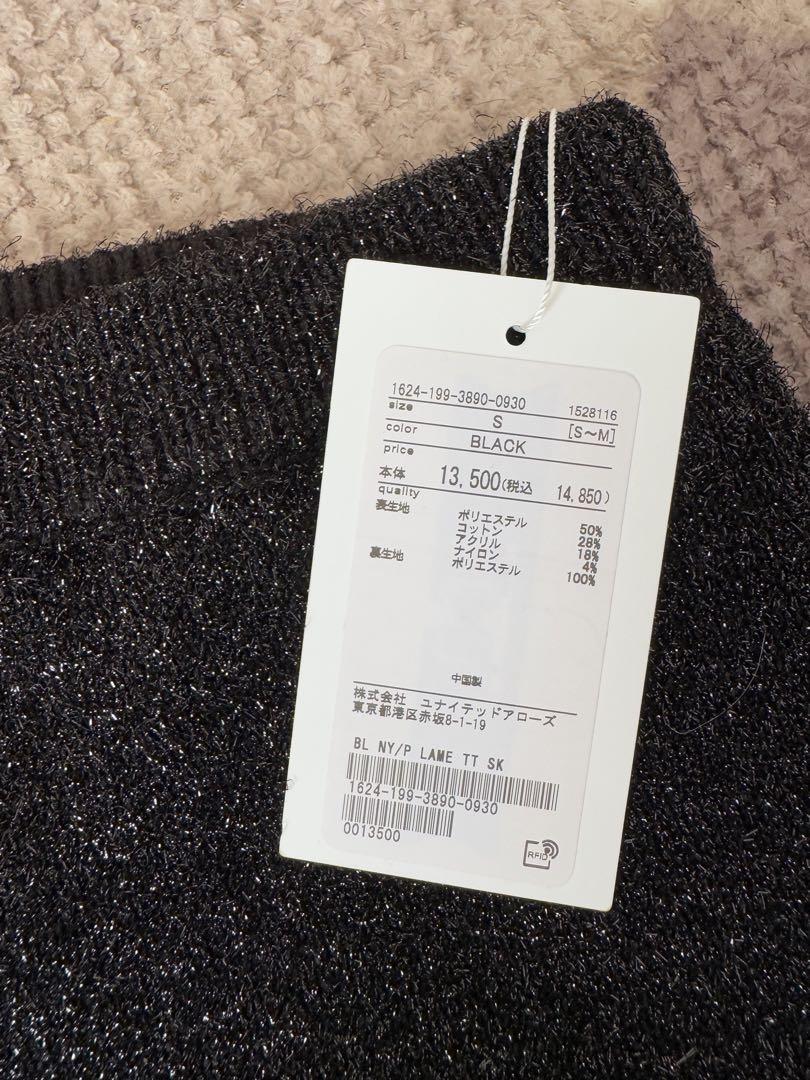 1624-199-3890-0930 1528116
size S [S～M]
color BLACK
price
本体 13,500(税込 14,850)
quality
表生地 ポリエステル 50%
コットン 28%
アクリル 18%
ナイロン 4%
裏生地 ポリエステル 100%
中国製
株式会社 ユナイテッドアローズ
東京都港区赤坂8-1-19
BL NY/P LAME TT SK
1624-199-3890-0930
0013500
RFID